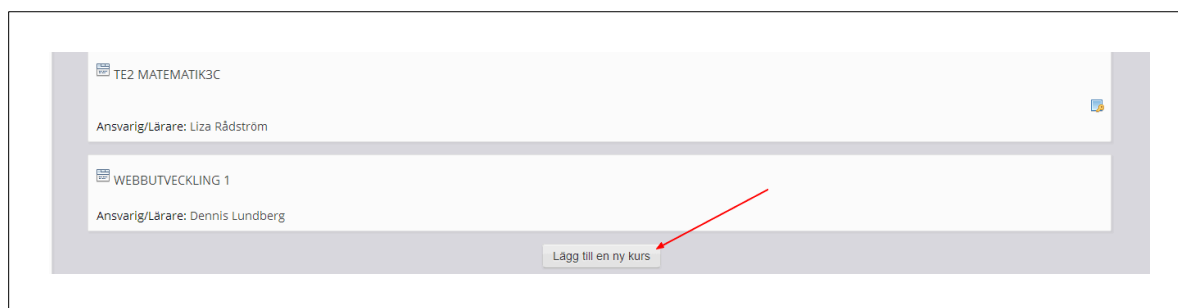 TE2 MATEMATIK3C
Ansvarig/Lärare: Liza Rådström
WEBBUTVECKLING 1
Ansvarig/Lärare: Dennis Lundberg
Lägg till en ny kurs